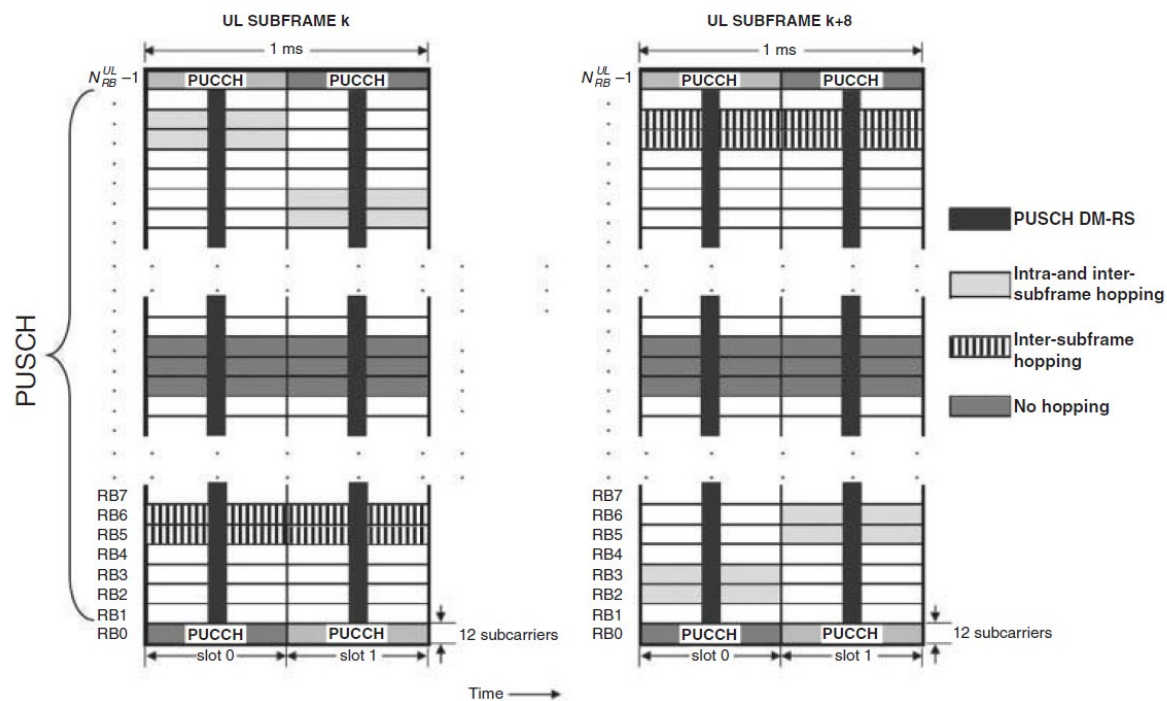 UL SUBFRAME k
UL SUBFRAME k+8
1 ms
1 ms
N_RB^UL –1
PUCCH
PUCCH
N_RB^UL –1
PUCCH
PUCCH
PUSCH
PUSCH DM-RS
Intra-and inter-
subframe hopping
Inter-subframe
hopping
No hopping
RB7
RB6
RB5
RB4
RB3
RB2
RB1
RB0
PUCCH
PUCCH
12 subcarriers
slot 0
slot 1
RB7
RB6
RB5
RB4
RB3
RB2
RB1
RB0
PUCCH
PUCCH
12 subcarriers
slot 0
slot 1
Time